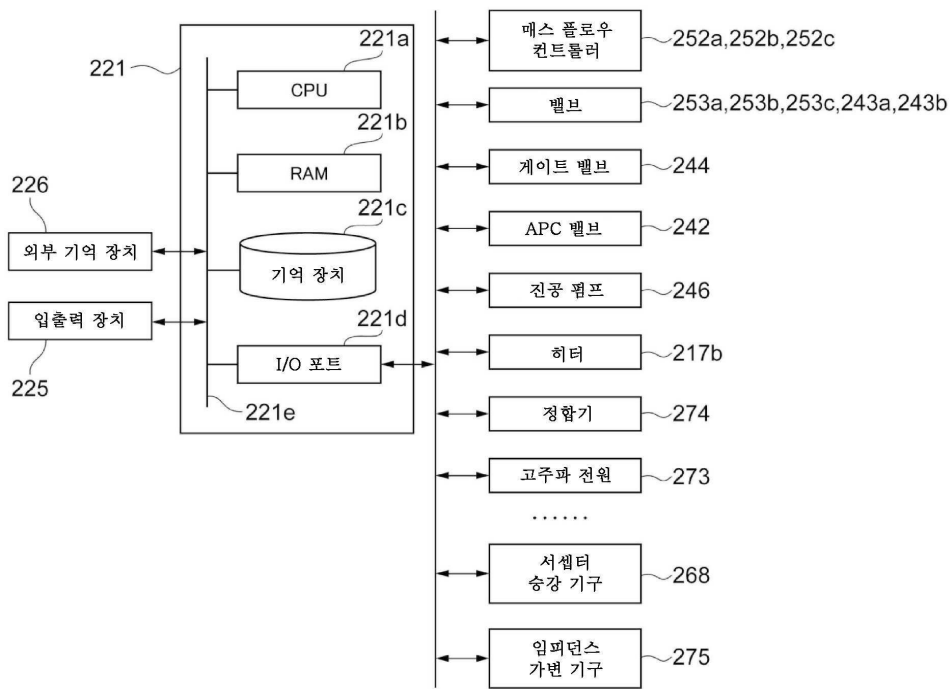 221
221a
CPU
221b
RAM
221c
기억 장치
221d
I/O 포트
221e
226
외부 기억 장치
입출력 장치
225
매스 플로우
컨트롤러
252a,252b,252c
밸브
253a,253b,253c,243a,243b
게이트 밸브
244
APC 밸브
242
진공 펌프
246
히터
217b
정합기
274
고주파 전원
273
......
서셉터
승강 기구
268
임피던스
가변 기구
275